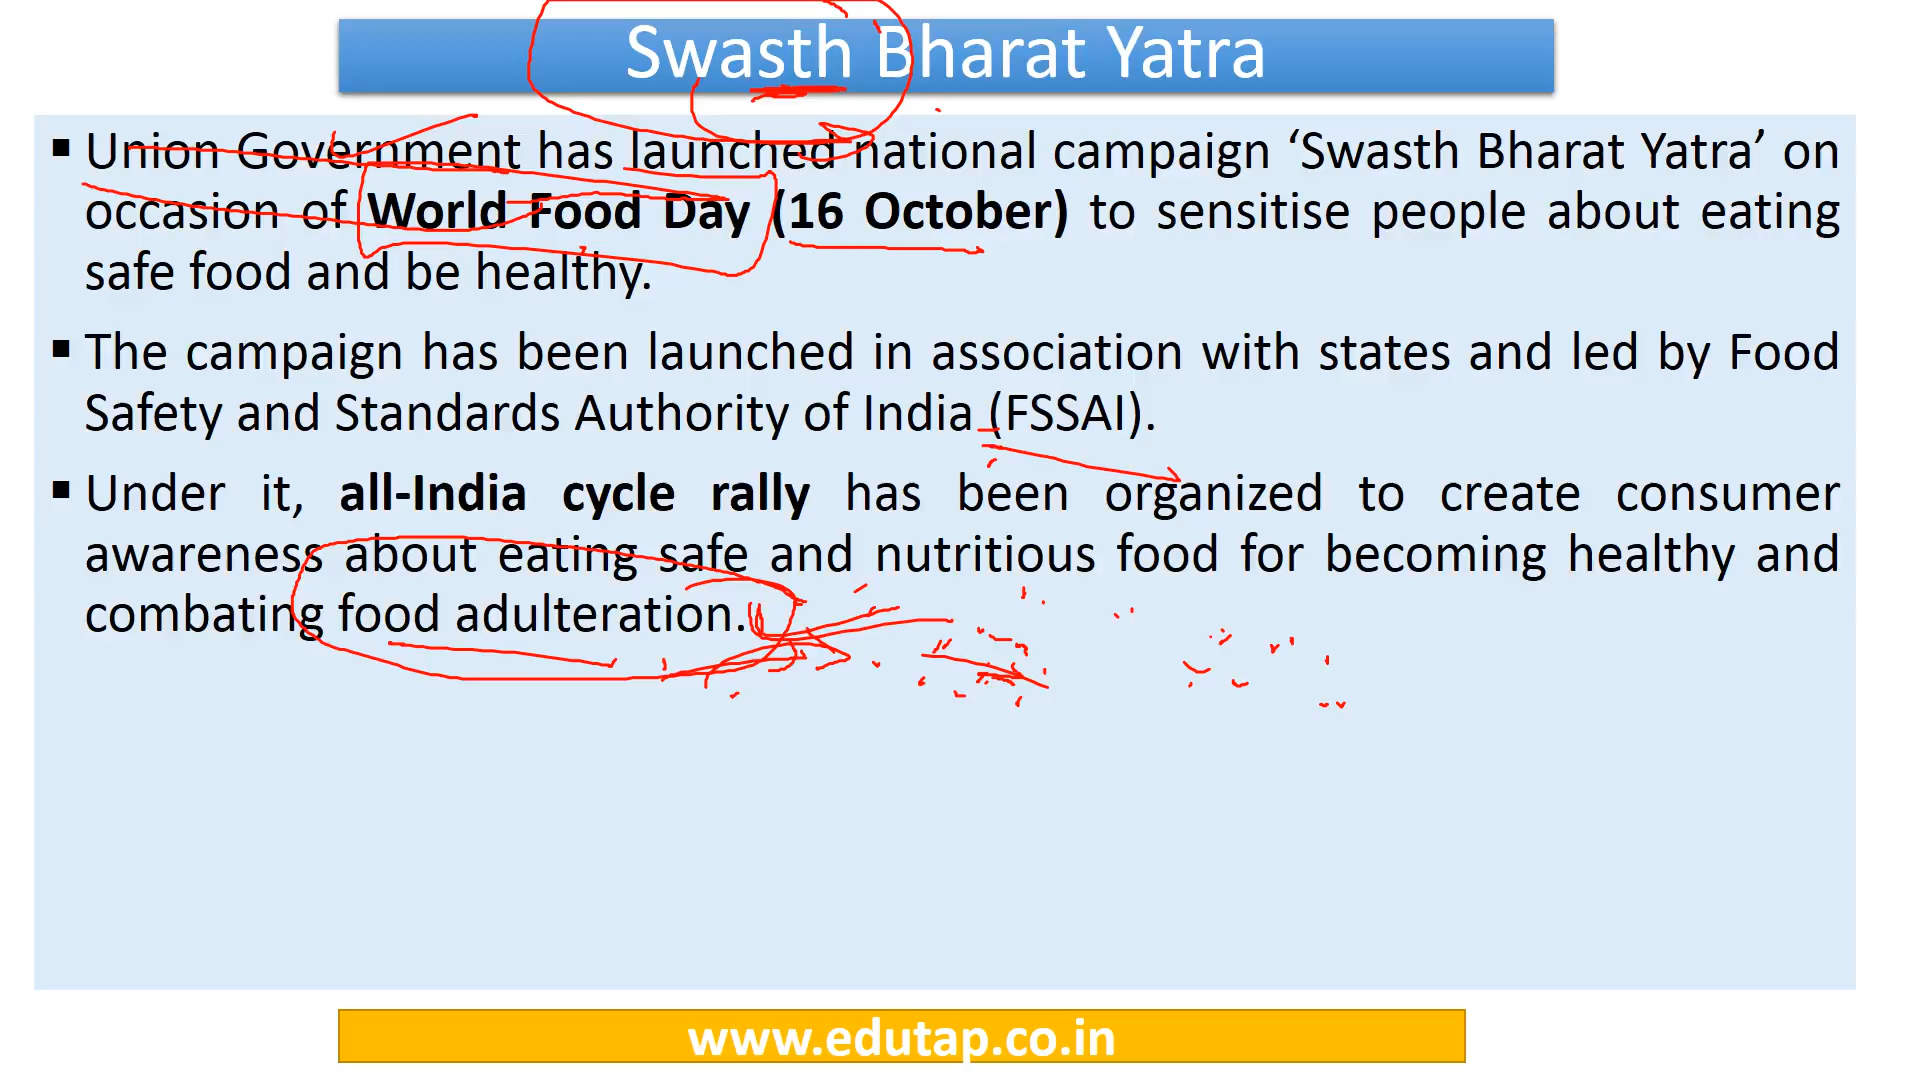 Swasth Bharat Yatra
▪ Union Government has launched national campaign ‘Swasth Bharat Yatra’ on
occasion of World Food Day (16 October) to sensitise people about eating
safe food and be healthy.
▪ The campaign has been launched in association with states and led by Food
Safety and Standards Authority of India (FSSAI).
▪ Under it, all-India cycle rally has been organized to create consumer
awareness about eating safe and nutritious food for becoming healthy and
combating food adulteration.
www.edutap.co.in